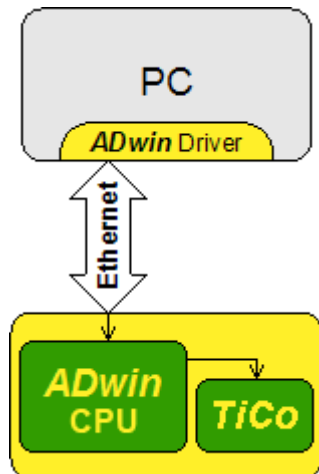 PC
ADwin Driver
Ethernet
ADwin
CPU
TiCo